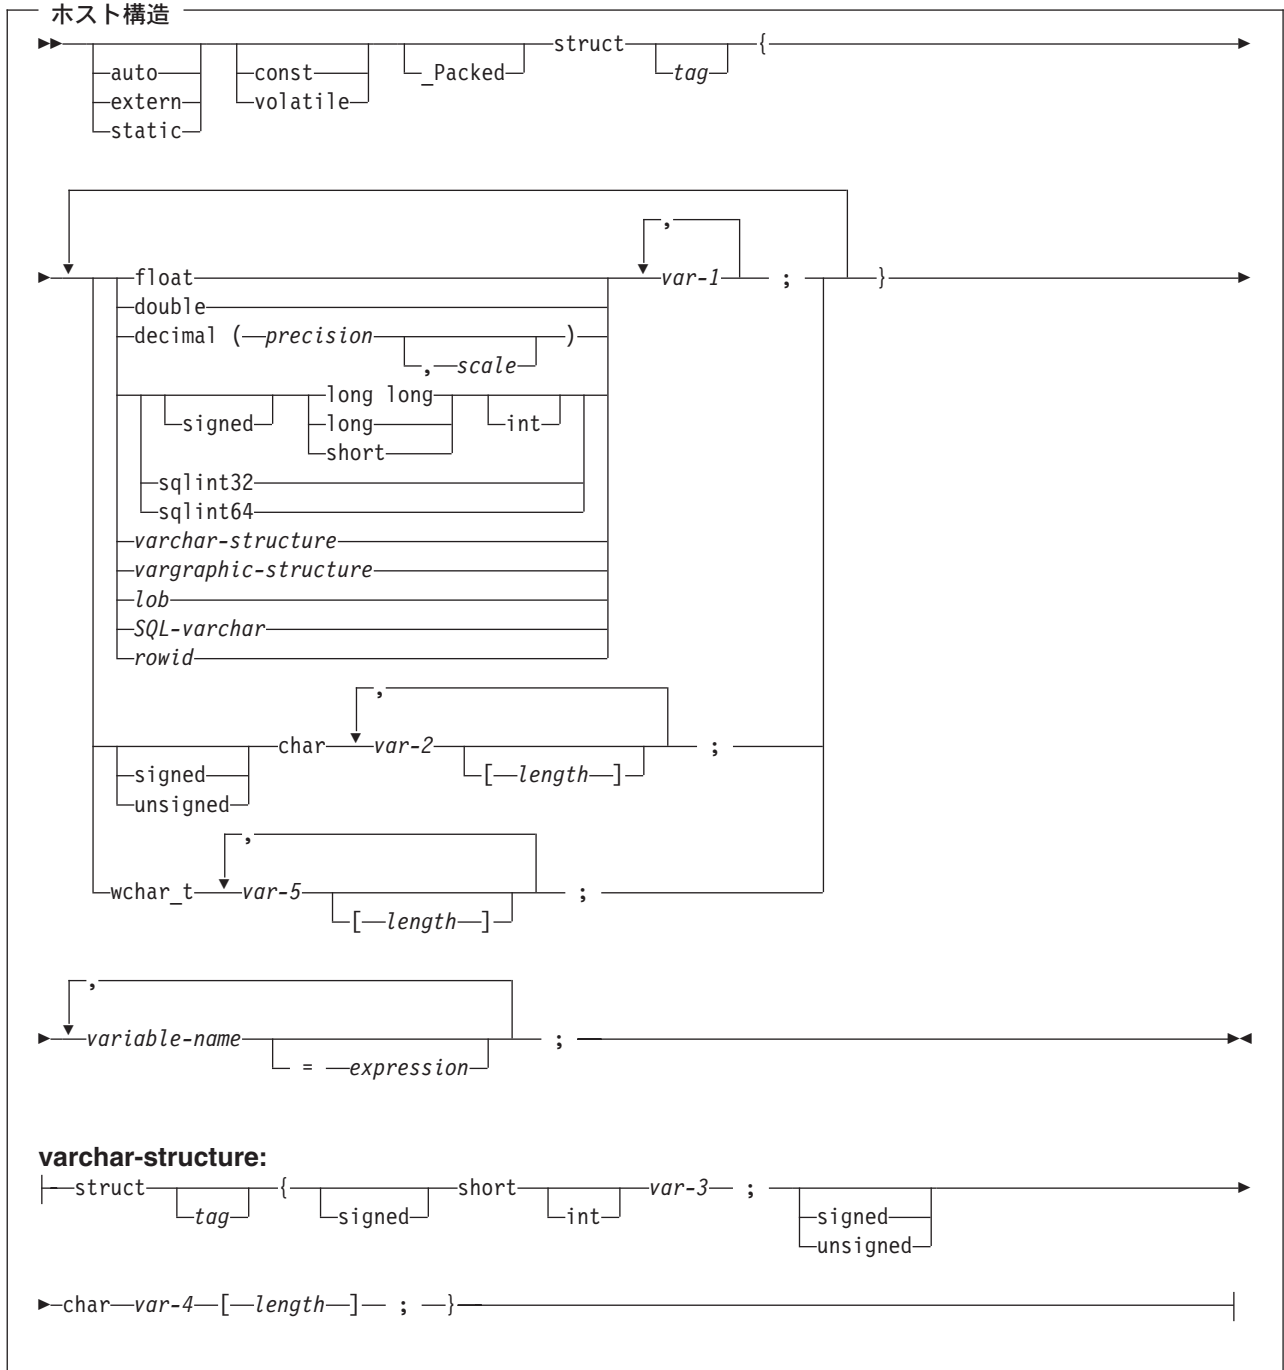 ホスト構造
struct {
auto const _Packed tag
extern volatile
static
,
float var-1 ; }
double
decimal ( precision )
, scale
long long
signed long int
short
sqlint32
sqlint64
varchar-structure
vargraphic-structure
lob
SQL-varchar
rowid
,
char var-2 ;
signed [ length ]
unsigned
,
wchar_t var-5 ;
[ length ]
,
variable-name ;
= expression
varchar-structure:
struct { short var-3 ;
tag signed int signed
unsigned
char var-4 [ length ] ; }